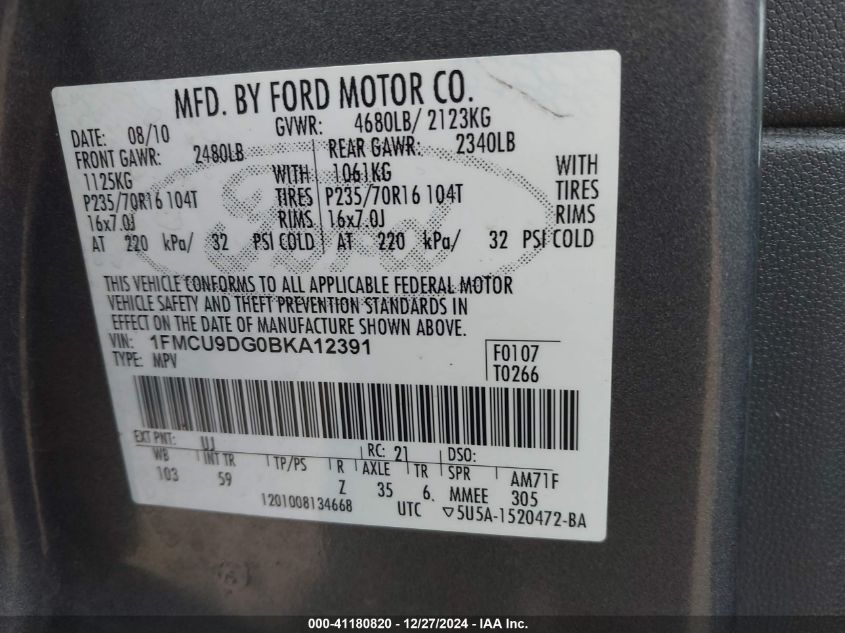 MFD. BY FORD MOTOR CO.
DATE: 08/10 GVWR: 4680LB/ 2123KG
FRONT GAWR: 2480LB REAR GAWR: 2340LB
1125KG WITH 1061KG WITH
P235/70R16 104T TIRES P235/70R16 104T TIRES
16x7.0J RIMS 16x7.0J RIMS
AT 220 kPa/ 32 PSI COLD AT 220 kPa/ 32 PSI COLD
Ford
THIS VEHICLE CONFORMS TO ALL APPLICABLE FEDERAL MOTOR
VEHICLE SAFETY AND THEFT PREVENTION STANDARDS IN
EFFECT ON THE DATE OF MANUFACTURE SHOWN ABOVE.
VIN: 1FMCU9DG0BKA12391 F0107
TYPE: MPV T0266
EXT PNT: UJ RC: 21 DSO:
WB INT TR TP/PS R AXLE TR SPR AM71F
103 59 Z 35 6 MMEE 305
1201008134668 UTC ▽5U5A-1520472-BA
000-41180820 - 12/27/2024 - IAA Inc.